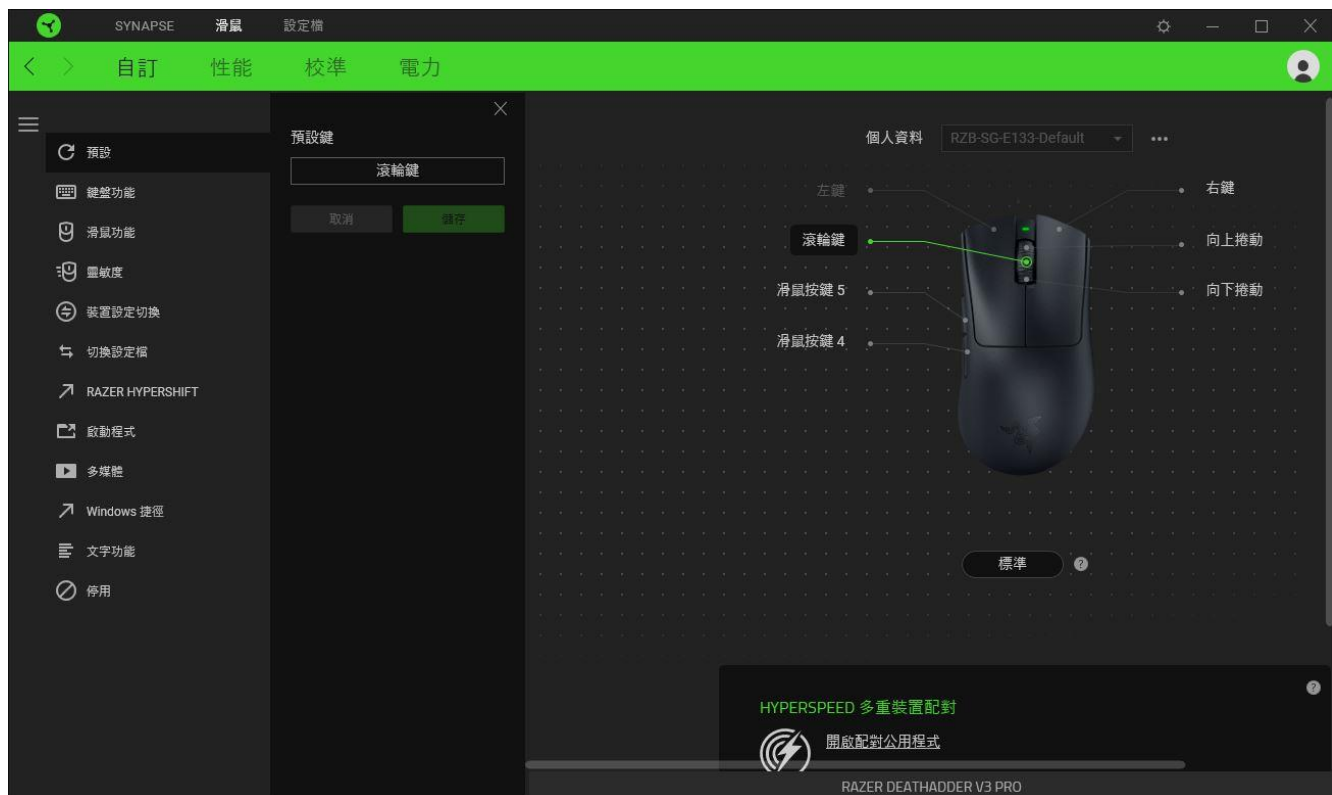 SYNAPSE 滑鼠 設定檔
自訂 性能 校準 電力
預設
鍵盤功能
滑鼠功能
靈敏度
裝置設定切換
切換設定檔
RAZER HYPERSHIFT
啟動程式
多媒體
Windows 捷徑
文字功能
停用
預設鍵
滾輪鍵
取消 儲存
個人資料 RZB-SG-E133-Default
左鍵 右鍵
滾輪鍵 向上捲動
滑鼠按鍵 5 向下捲動
滑鼠按鍵 4
標準
HYPERSPEED 多重裝置配對
開啟配對公用程式
RAZER DEATHADDER V3 PRO